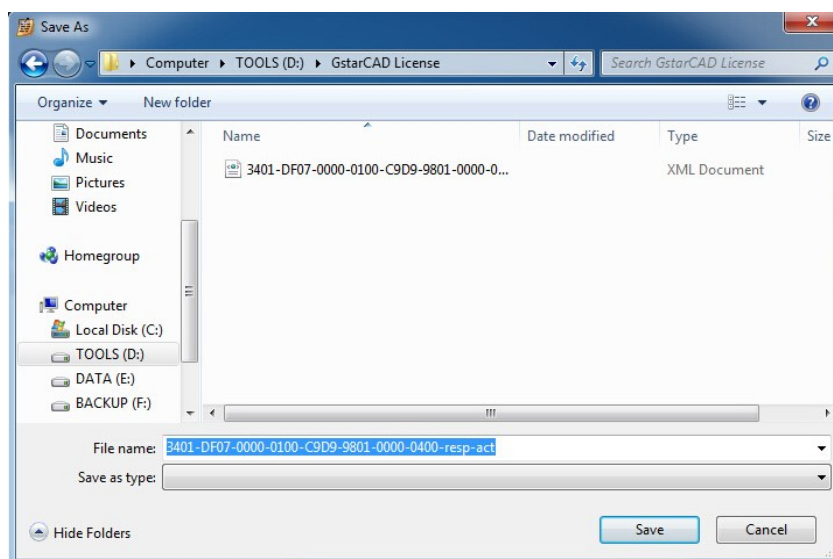 Save As
Computer TOOLS (D:) GstarCAD License
Search GstarCAD License
Organize New folder
Name Date modified Type Size
Documents
Music
Pictures
Videos
Homegroup
Computer
Local Disk (C:)
TOOLS (D:)
DATA (E:)
BACKUP (F:)
3401-DF07-0000-0100-C9D9-9801-0000-0... XML Document
File name: 3401-DF07-0000-0100-C9D9-9801-0000-0400-resp-act
Save as type:
Hide Folders Save Cancel